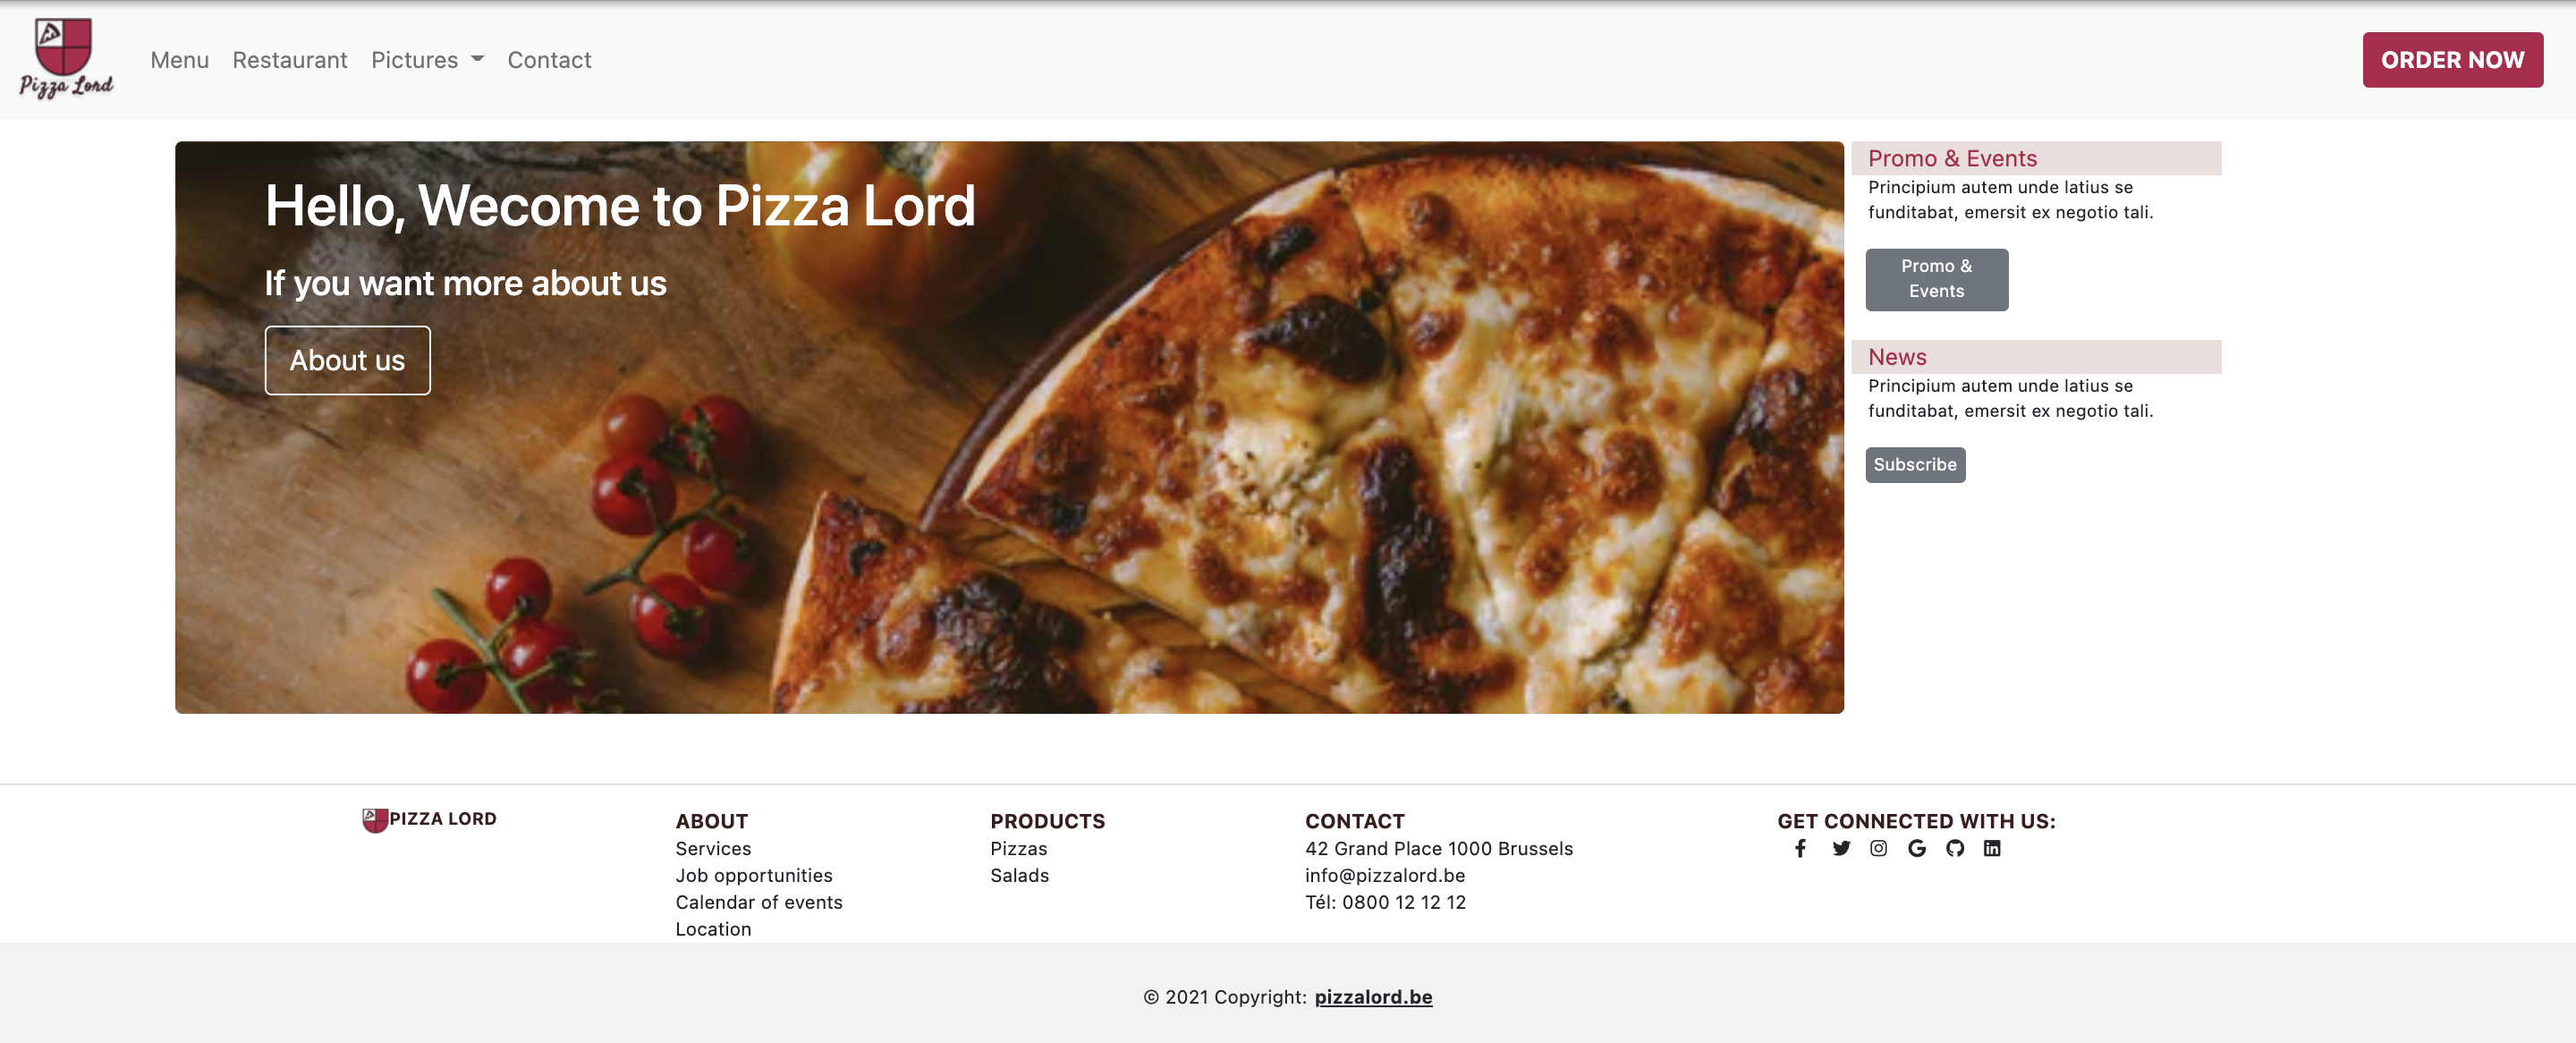 Pizza Lord
Menu Restaurant Pictures Contact
ORDER NOW
Hello, Wecome to Pizza Lord
If you want more about us
About us
Promo & Events
Principium autem unde latius se
funditabat, emersit ex negotio tali.
Promo &
Events
News
Principium autem unde latius se
funditabat, emersit ex negotio tali.
Subscribe
PIZZA LORD
ABOUT
Services
Job opportunities
Calendar of events
Location
PRODUCTS
Pizzas
Salads
CONTACT
42 Grand Place 1000 Brussels
info@pizzalord.be
Tél: 0800 12 12 12
GET CONNECTED WITH US:
© 2021 Copyright: pizzalord.be